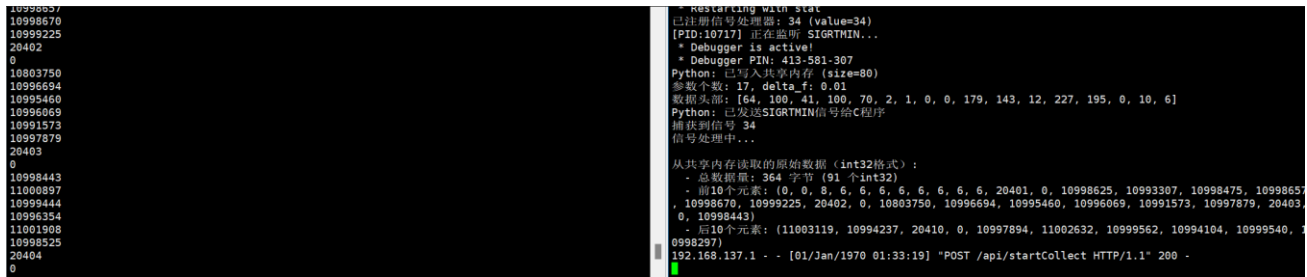 10998657
10998670
10999225
20402
0
10803750
10996694
10995460
10996069
10991573
10997879
20403
0
10998443
11000897
10999444
10996354
11001908
10998525
20404
0
* Restarting with stat
已注册信号处理器: 34 (value=34)
[PID:10717] 正在监听 SIGRTMIN...
* Debugger is active!
* Debugger PIN: 413-581-307
Python: 已写入共享内存 (size=80)
参数个数: 17, delta_f: 0.01
数据头部: [64, 100, 41, 100, 70, 2, 1, 0, 0, 179, 143, 12, 227, 195, 0, 10, 6]
Python: 已发送SIGRTMIN信号给C程序
捕获到信号 34
信号处理中...
从共享内存读取的原始数据（int32格式）:
- 总数据量: 364 字节 (91 个int32)
- 前10个元素: (0, 0, 8, 6, 6, 6, 6, 6, 6, 6, 6, 20401, 0, 10998625, 10993307, 10998475, 10998657
, 10998670, 10999225, 20402, 0, 10803750, 10996694, 10995460, 10996069, 10991573, 10997879, 20403,
0, 10998443)
- 后10个元素: (11003119, 10994237, 20410, 0, 10997894, 11002632, 10999562, 10994104, 10999540, 1
0998297)
192.168.137.1 - - [01/Jan/1970 01:33:19] "POST /api/startCollect HTTP/1.1" 200 -